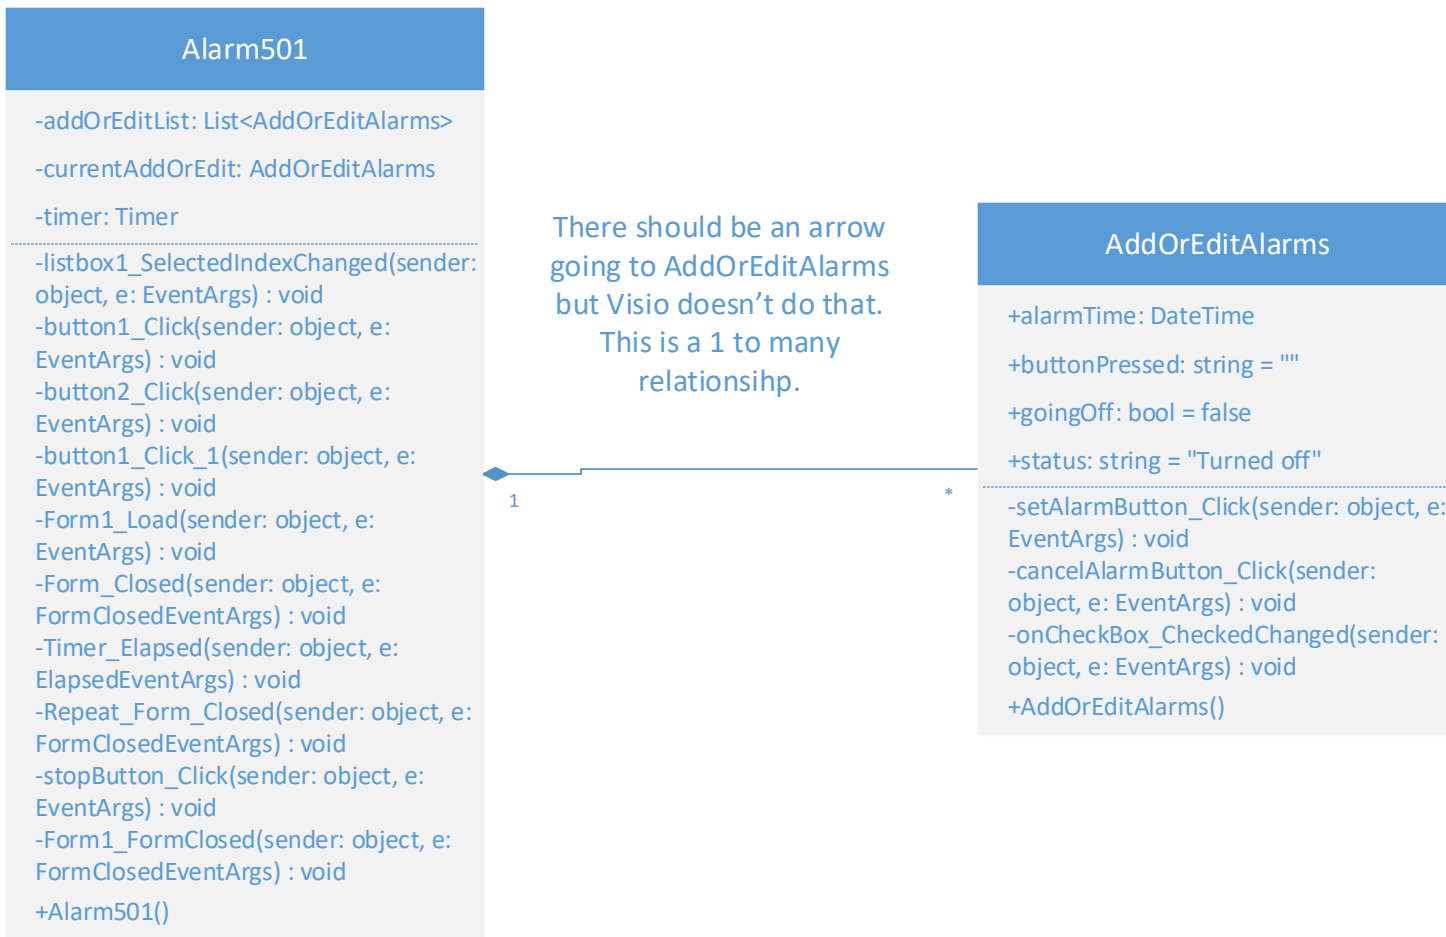 Alarm501
-addOrEditList: List<AddOrEditAlarms>
-currentAddOrEdit: AddOrEditAlarms
-timer: Timer
-listbox1_SelectedIndexChanged(sender:
object, e: EventArgs) : void
-button1_Click(sender: object, e:
EventArgs) : void
-button2_Click(sender: object, e:
EventArgs) : void
-button1_Click_1(sender: object, e:
EventArgs) : void
-Form1_Load(sender: object, e:
EventArgs) : void
-Form_Closed(sender: object, e:
FormClosedEventArgs) : void
-Timer_Elapsed(sender: object, e:
ElapsedEventArgs) : void
-Repeat_Form_Closed(sender: object, e:
FormClosedEventArgs) : void
-stopButton_Click(sender: object, e:
EventArgs) : void
-Form1_FormClosed(sender: object, e:
FormClosedEventArgs) : void
+Alarm501()
There should be an arrow
going to AddOrEditAlarms
but Visio doesn’t do that.
This is a 1 to many
relationsihp.
1
*
AddOrEditAlarms
+alarmTime: DateTime
+buttonPressed: string = ""
+goingOff: bool = false
+status: string = "Turned off"
-setAlarmButton_Click(sender: object, e:
EventArgs) : void
-cancelAlarmButton_Click(sender:
object, e: EventArgs) : void
-onCheckBox_CheckedChanged(sender:
object, e: EventArgs) : void
+AddOrEditAlarms()